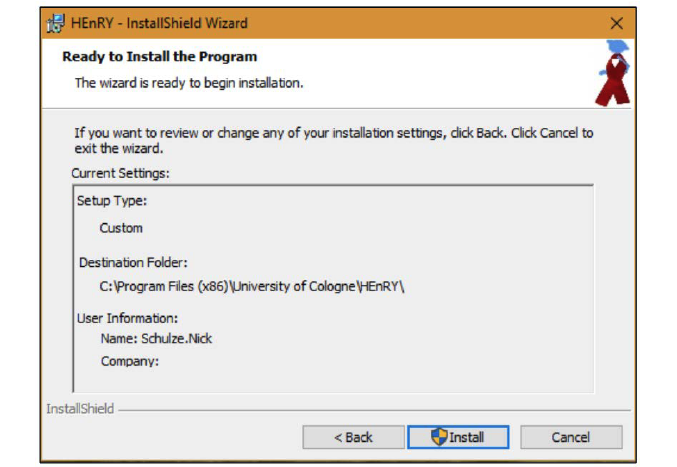 HEnRY - InstallShield Wizard
Ready to Install the Program
The wizard is ready to begin installation.
If you want to review or change any of your installation settings, click Back. Click Cancel to
exit the wizard.
Current Settings:
Setup Type:
Custom
Destination Folder:
C:\Program Files (x86)\University of Cologne\HEnRY\
User Information:
Name: Schulze.Nick
Company:
InstallShield
< Back
Install
Cancel